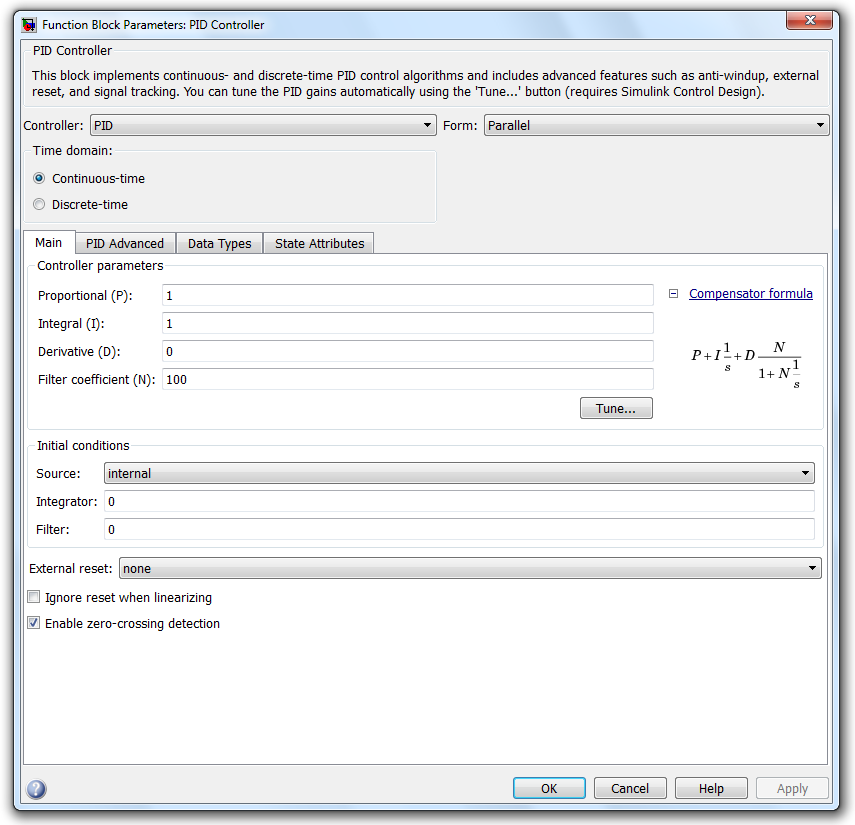 Function Block Parameters: PID Controller
PID Controller
This block implements continuous- and discrete-time PID control algorithms and includes advanced features such as anti-windup, external
reset, and signal tracking. You can tune the PID gains automatically using the 'Tune...' button (requires Simulink Control Design).
Controller: PID Form: Parallel
Time domain:
Continuous-time
Discrete-time
Main PID Advanced Data Types State Attributes
Controller parameters
Proportional (P): 1 Compensator formula
Integral (I): 1
Derivative (D): 0
P + I 1/s + D N/(1 + N 1/s)
Filter coefficient (N): 100
Tune...
Initial conditions
Source: internal
Integrator: 0
Filter: 0
External reset: none
Ignore reset when linearizing
Enable zero-crossing detection
? OK Cancel Help Apply